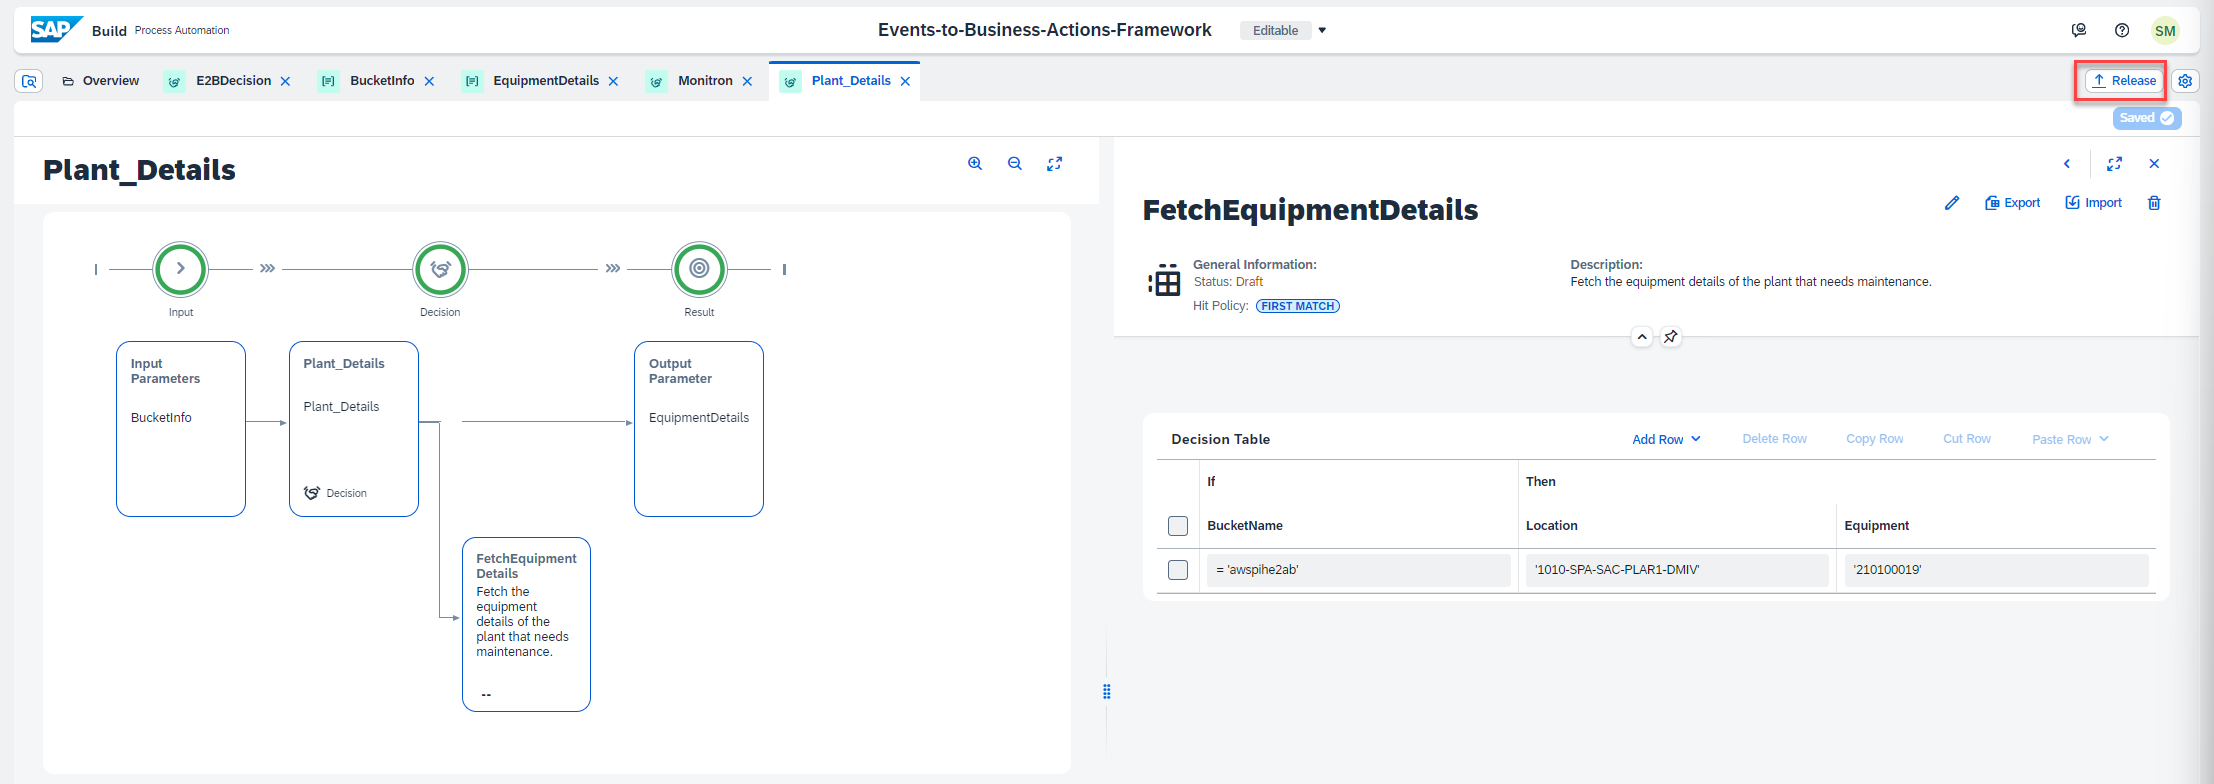 SAP Build Process Automation
Events-to-Business-Actions-Framework Editable
SM
Overview E2BDecision BucketInfo EquipmentDetails Monitron Plant_Details Release
Saved
Plant_Details
Input
Decision
Result
Input
Parameters
BucketInfo
Plant_Details
Plant_Details
Decision
Output
Parameter
EquipmentDetails
FetchEquipment
Details
Fetch the
equipment
details of the
plant that needs
maintenance.
--
FetchEquipmentDetails
Export Import
General Information:
Status: Draft
Hit Policy: FIRST MATCH
Description:
Fetch the equipment details of the plant that needs maintenance.
Decision Table Add Row Delete Row Copy Row Cut Row Paste Row
If Then
BucketName Location Equipment
= 'awspihe2ab' '1010-SPA-SAC-PLAR1-DMIV' '210100019'